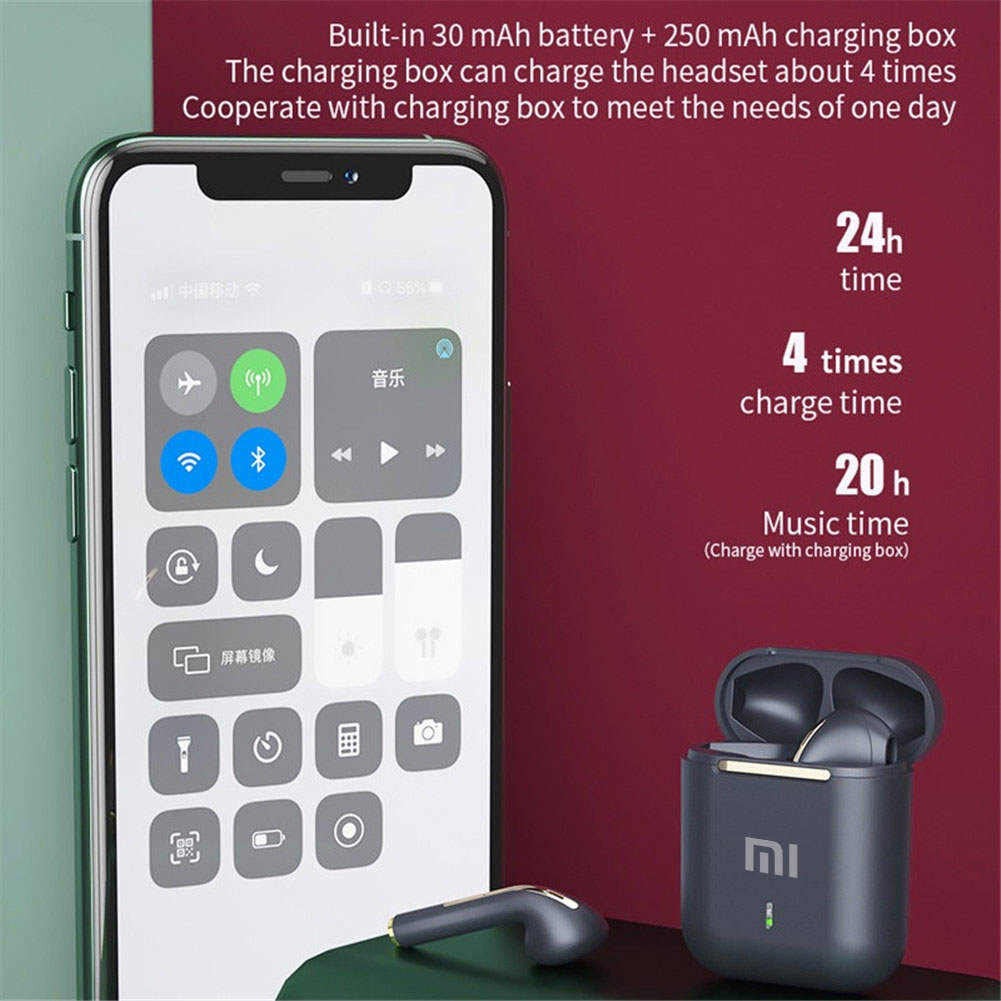 Built-in 30 mAh battery + 250 mAh charging box
The charging box can charge the headset about 4 times
Cooperate with charging box to meet the needs of one day
24h
time
4 times
charge time
20 h
Music time
(Charge with charging box)
中国移动
56%
音乐
屏幕镜像
mi